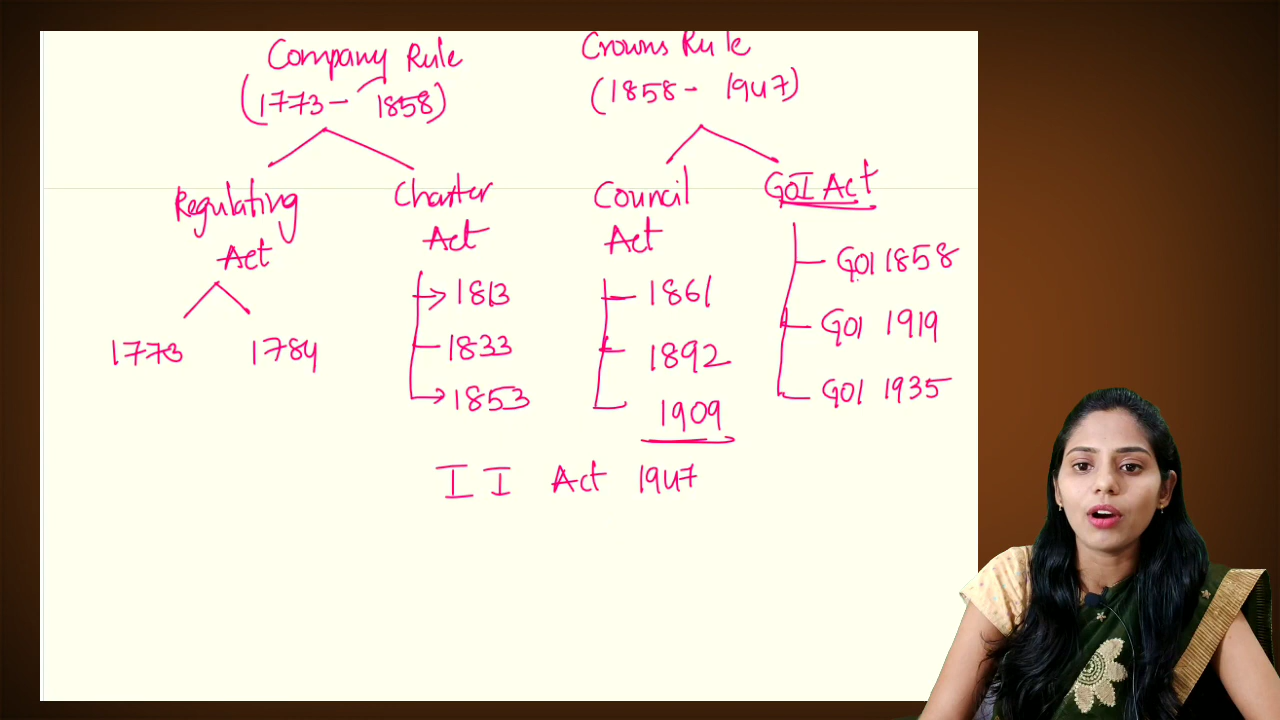 Company Rule
(1773- 1858)
Regulating
Act
1773
1784
Charter
Act
1813
1833
1853
Crowns Rule
(1858- 1947)
Council
Act
1861
1892
1909
GOI Act
GOI 1858
GOI 1919
GOI 1935
I I Act 1947